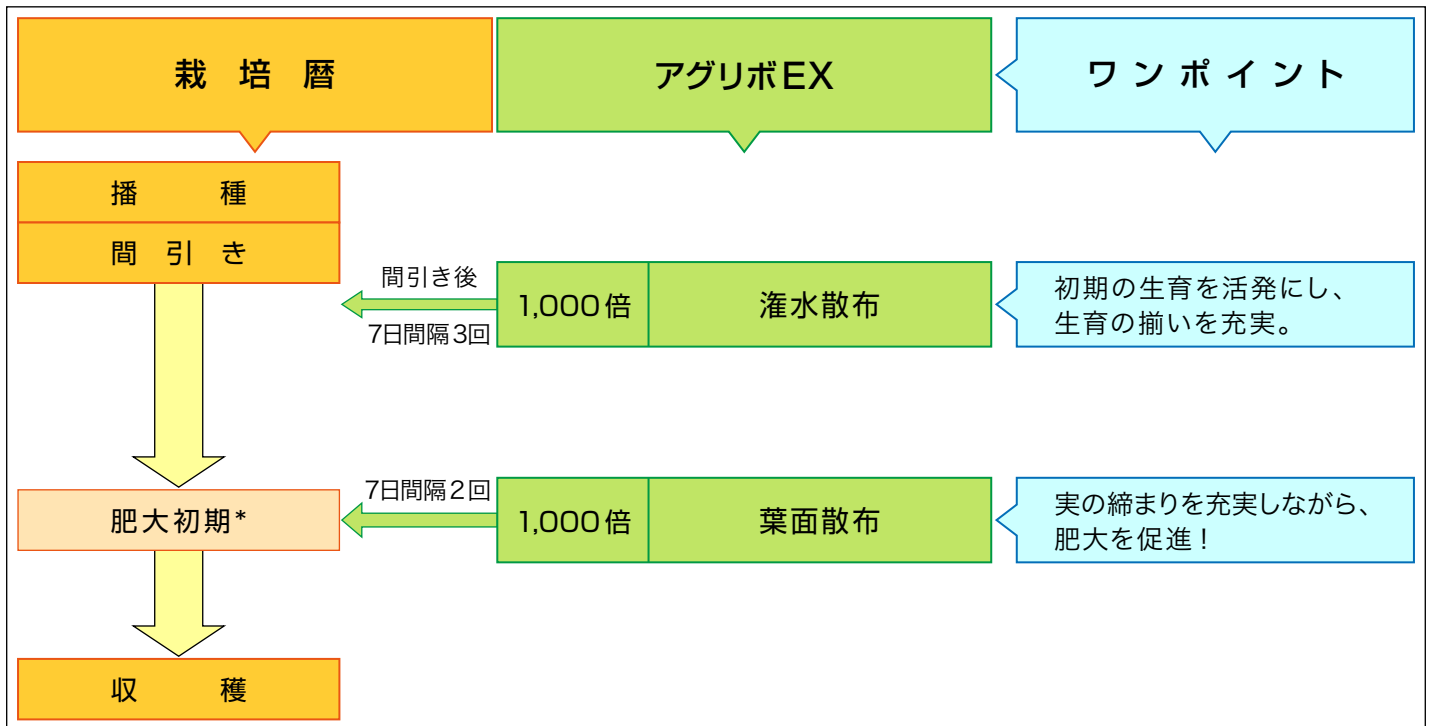 栽培暦
アグリボEX
ワンポイント
播種
間引き
間引き後
7日間隔3回
1,000倍
潅水散布
初期の生育を活発にし、
生育の揃いを充実。
肥大初期*
7日間隔2回
1,000倍
葉面散布
実の締まりを充実しながら、
肥大を促進！
収穫